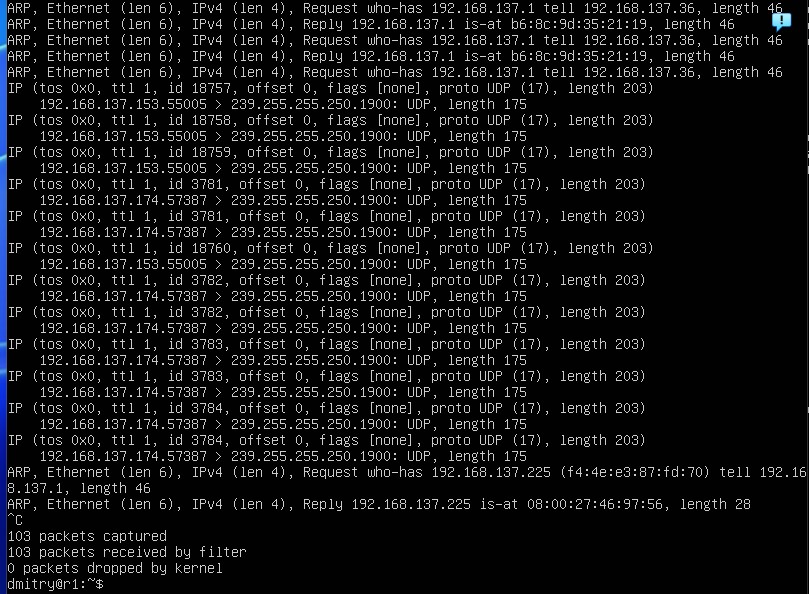 ARP, Ethernet (len 6), IPv4 (len 4), Request who-has 192.168.137.1 tell 192.168.137.36, length 46
ARP, Ethernet (len 6), IPv4 (len 4), Reply 192.168.137.1 is-at b6:8c:9d:35:21:19, length 46
ARP, Ethernet (len 6), IPv4 (len 4), Request who-has 192.168.137.1 tell 192.168.137.36, length 46
ARP, Ethernet (len 6), IPv4 (len 4), Reply 192.168.137.1 is-at b6:8c:9d:35:21:19, length 46
ARP, Ethernet (len 6), IPv4 (len 4), Request who-has 192.168.137.1 tell 192.168.137.36, length 46
IP (tos 0x0, ttl 1, id 18757, offset 0, flags [none], proto UDP (17), length 203)
    192.168.137.153.55005 > 239.255.255.250.1900: UDP, length 175
IP (tos 0x0, ttl 1, id 18758, offset 0, flags [none], proto UDP (17), length 203)
    192.168.137.153.55005 > 239.255.255.250.1900: UDP, length 175
IP (tos 0x0, ttl 1, id 18759, offset 0, flags [none], proto UDP (17), length 203)
    192.168.137.153.55005 > 239.255.255.250.1900: UDP, length 175
IP (tos 0x0, ttl 1, id 3781, offset 0, flags [none], proto UDP (17), length 203)
    192.168.137.174.57387 > 239.255.255.250.1900: UDP, length 175
IP (tos 0x0, ttl 1, id 3781, offset 0, flags [none], proto UDP (17), length 203)
    192.168.137.174.57387 > 239.255.255.250.1900: UDP, length 175
IP (tos 0x0, ttl 1, id 18760, offset 0, flags [none], proto UDP (17), length 203)
    192.168.137.153.55005 > 239.255.255.250.1900: UDP, length 175
IP (tos 0x0, ttl 1, id 3782, offset 0, flags [none], proto UDP (17), length 203)
    192.168.137.174.57387 > 239.255.255.250.1900: UDP, length 175
IP (tos 0x0, ttl 1, id 3782, offset 0, flags [none], proto UDP (17), length 203)
    192.168.137.174.57387 > 239.255.255.250.1900: UDP, length 175
IP (tos 0x0, ttl 1, id 3783, offset 0, flags [none], proto UDP (17), length 203)
    192.168.137.174.57387 > 239.255.255.250.1900: UDP, length 175
IP (tos 0x0, ttl 1, id 3783, offset 0, flags [none], proto UDP (17), length 203)
    192.168.137.174.57387 > 239.255.255.250.1900: UDP, length 175
IP (tos 0x0, ttl 1, id 3784, offset 0, flags [none], proto UDP (17), length 203)
    192.168.137.174.57387 > 239.255.255.250.1900: UDP, length 175
IP (tos 0x0, ttl 1, id 3784, offset 0, flags [none], proto UDP (17), length 203)
    192.168.137.174.57387 > 239.255.255.250.1900: UDP, length 175
ARP, Ethernet (len 6), IPv4 (len 4), Request who-has 192.168.137.225 (f4:4e:e3:87:fd:70) tell 192.16
8.137.1, length 46
ARP, Ethernet (len 6), IPv4 (len 4), Reply 192.168.137.225 is-at 08:00:27:46:97:56, length 28
^C
103 packets captured
103 packets received by filter
0 packets dropped by kernel
dmitry@r1:~$